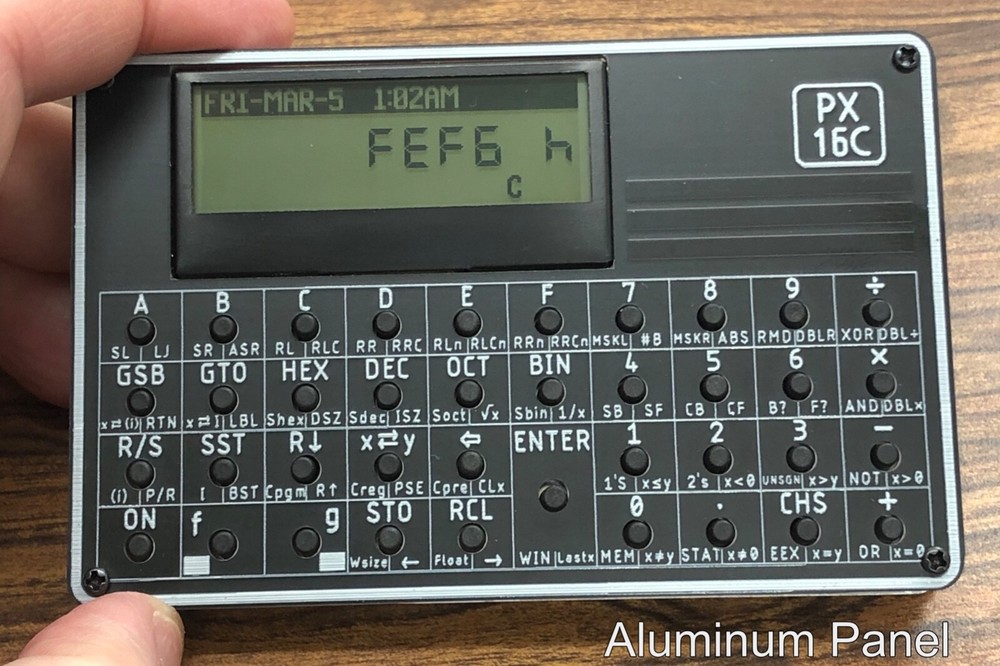 FRI-MAR-5 1:02AM
FEF6 h
C
PX
16C
A B C D E F 7 8 9 ÷
SL | LJ SR | ASR RL | RLC RR | RRC RLn | RLCn RRn | RRCn MSKL | #B MSKR | ABS RMD | DBLR XOR | DBL÷
GSB GTO HEX DEC OCT BIN 4 5 6 ×
x⇄(i) | RTN x⇄I | LBL Shex | DSZ Sdec | ISZ Soct | √x Sbin | 1/x SB | SF CB | CF B? | F? AND | DBL×
R/S SST R↓ x⇄y ⇦ ENTER 1 2 3 −
(i) | P/R I | BST Cpgm | R↑ Creg | PSE Cpre | CLx 1'S | x≤y 2's | x<0 UNSGN | x>y NOT | x>0
ON f g STO RCL 0 . CHS +
Wsize | ← Float | → WIN | Lastx MEM | x≠y STAT | x≠0 EEX | x=y OR | x=0
Aluminum Panel